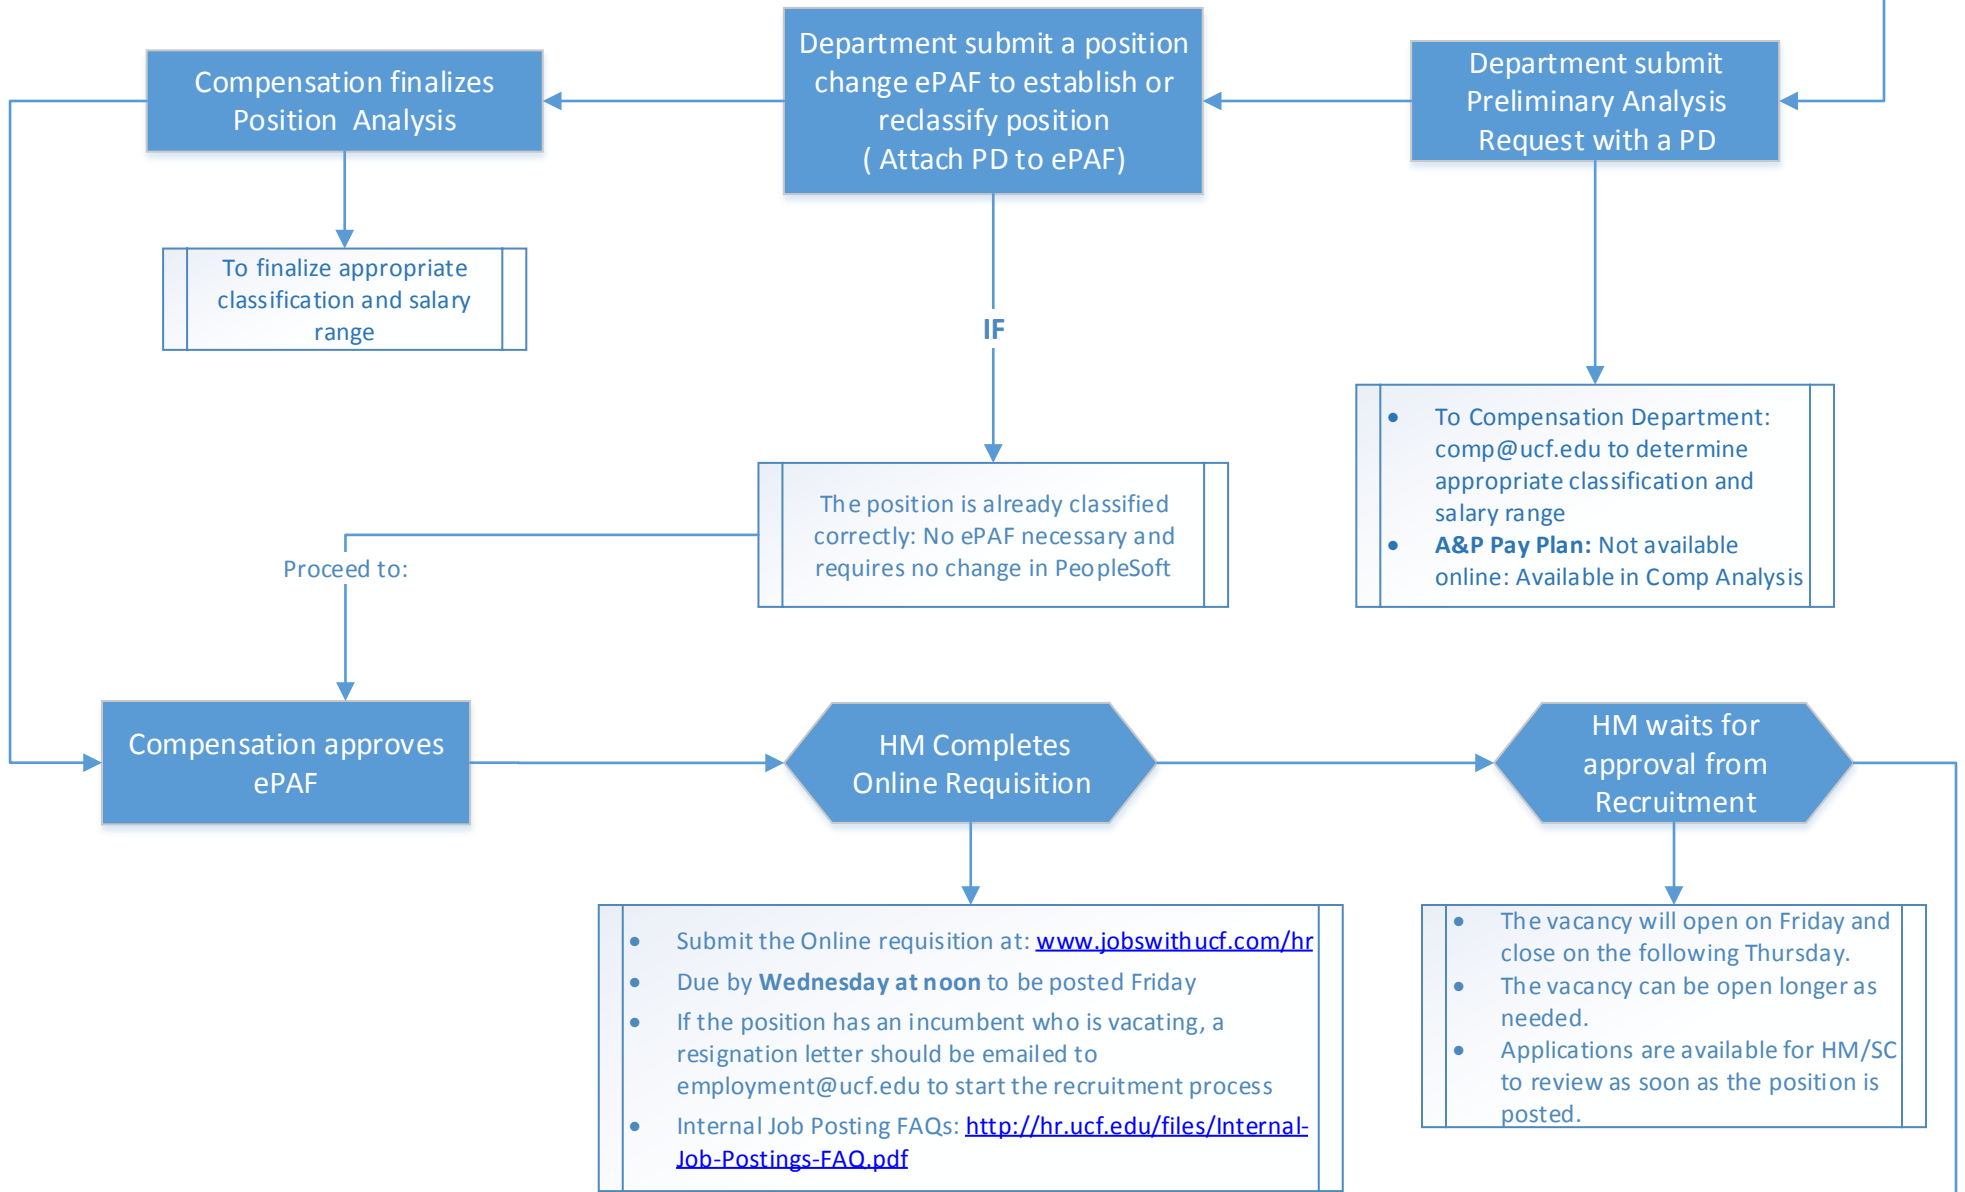 Compensation finalizes
Position  Analysis
Department submit a position
change ePAF to establish or
reclassify position
( Attach PD to ePAF)
Department submit
Preliminary Analysis
Request with a PD
To finalize appropriate
classification and salary
range
IF
• To Compensation Department:
comp@ucf.edu to determine
appropriate classification and
salary range
• A&P Pay Plan: Not available
online: Available in Comp Analysis
The position is already classified
correctly: No ePAF necessary and
requires no change in PeopleSoft
Proceed to:
Compensation approves
ePAF
HM Completes
Online Requisition
HM waits for
approval from
Recruitment
• Submit the Online requisition at: www.jobswithucf.com/hr
• Due by Wednesday at noon to be posted Friday
• If the position has an incumbent who is vacating, a
resignation letter should be emailed to
employment@ucf.edu to start the recruitment process
• Internal Job Posting FAQs: http://hr.ucf.edu/files/Internal-
Job-Postings-FAQ.pdf
• The vacancy will open on Friday and
close on the following Thursday.
• The vacancy can be open longer as
needed.
• Applications are available for HM/SC
to review as soon as the position is
posted.